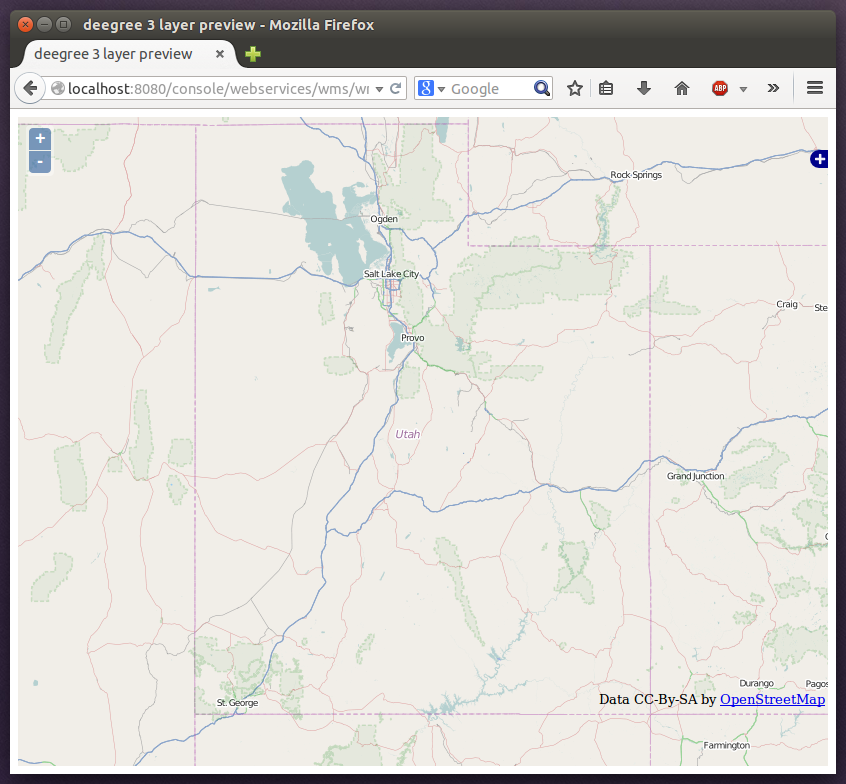 deegree 3 layer preview - Mozilla Firefox
deegree 3 layer preview
localhost:8080/console/webservices/wms/wr
Google
ABP
+
-
Rock Springs
Ogden
Salt Lake City
Craig
Ste
Provo
Utah
Grand Junction
Durango
Pagos
St. George
Data CC-By-SA by OpenStreetMap
Farmington